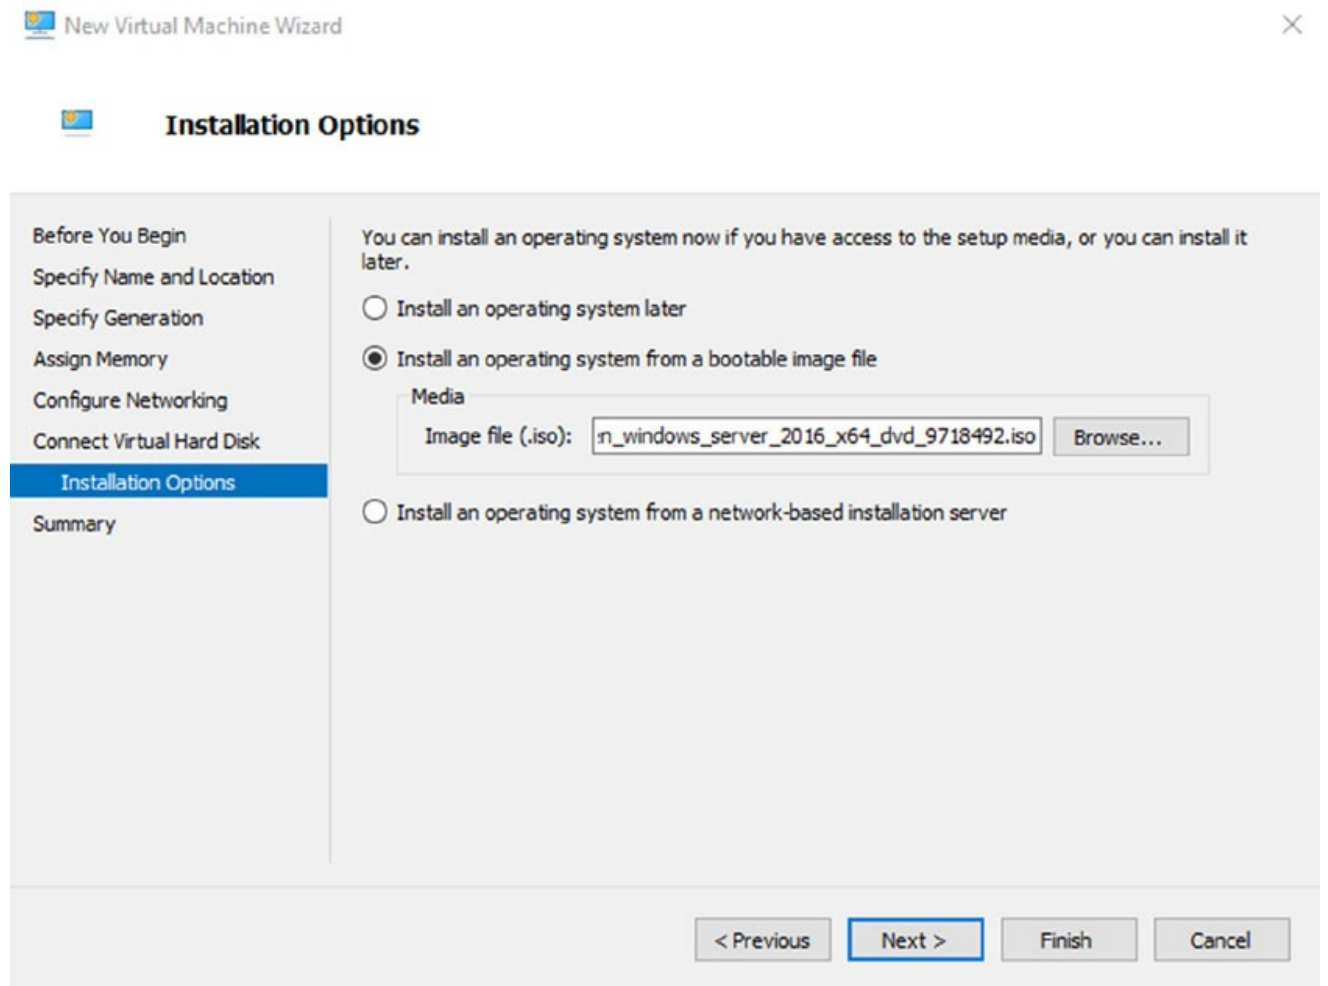 New Virtual Machine Wizard
Installation Options
Before You Begin
Specify Name and Location
Specify Generation
Assign Memory
Configure Networking
Connect Virtual Hard Disk
Installation Options
Summary
You can install an operating system now if you have access to the setup media, or you can install it
later.
Install an operating system later
Install an operating system from a bootable image file
Media
Image file (.iso): n_windows_server_2016_x64_dvd_9718492.iso Browse...
Install an operating system from a network-based installation server
< Previous Next > Finish Cancel